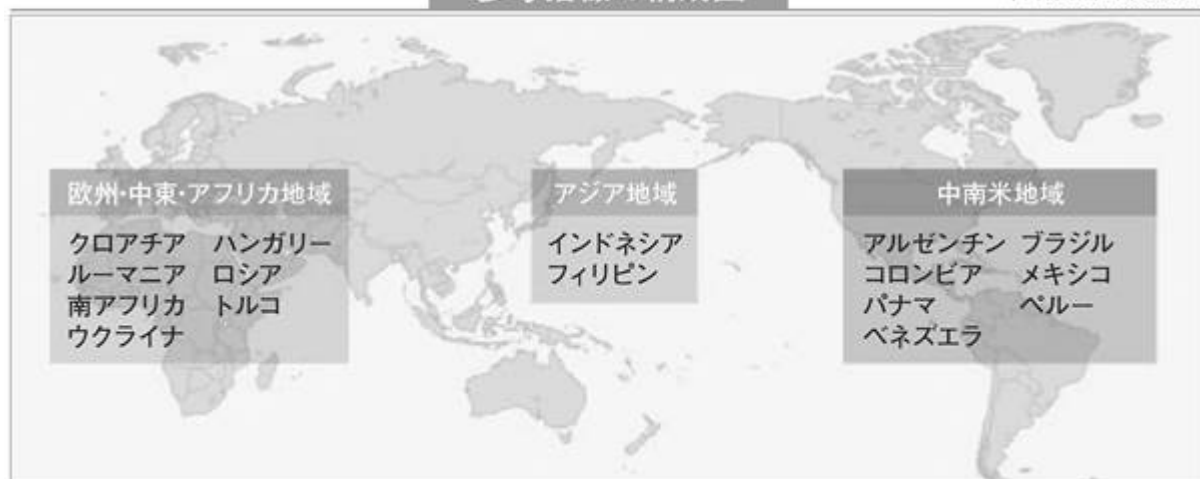 欧州・中東・アフリカ地域
クロアチア ハンガリー
ルーマニア ロシア
南アフリカ トルコ
ウクライナ
アジア地域
インドネシア
フィリピン
中南米地域
アルゼンチン ブラジル
コロンビア メキシコ
パナマ ペルー
ベネズエラ